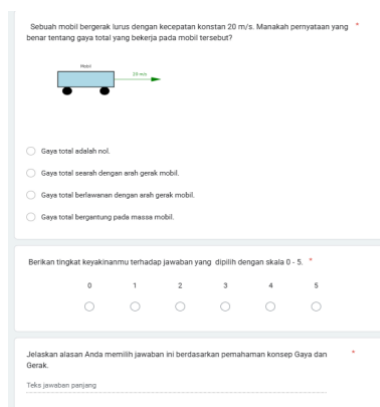 Sebuah mobil bergerak lurus dengan kecepatan konstan 20 m/s. Manakah pernyataan yang *
benar tentang gaya total yang bekerja pada mobil tersebut?
Mobil
20 m/s
Gaya total adalah nol.
Gaya total searah dengan arah gerak mobil.
Gaya total berlawanan dengan arah gerak mobil.
Gaya total bergantung pada massa mobil.
Berikan tingkat keyakinanmu terhadap jawaban yang dipilih dengan skala 0 - 5. *
0 1 2 3 4 5
Jelaskan alasan Anda memilih jawaban ini berdasarkan pemahaman konsep Gaya dan *
Gerak.
Teks jawaban panjang